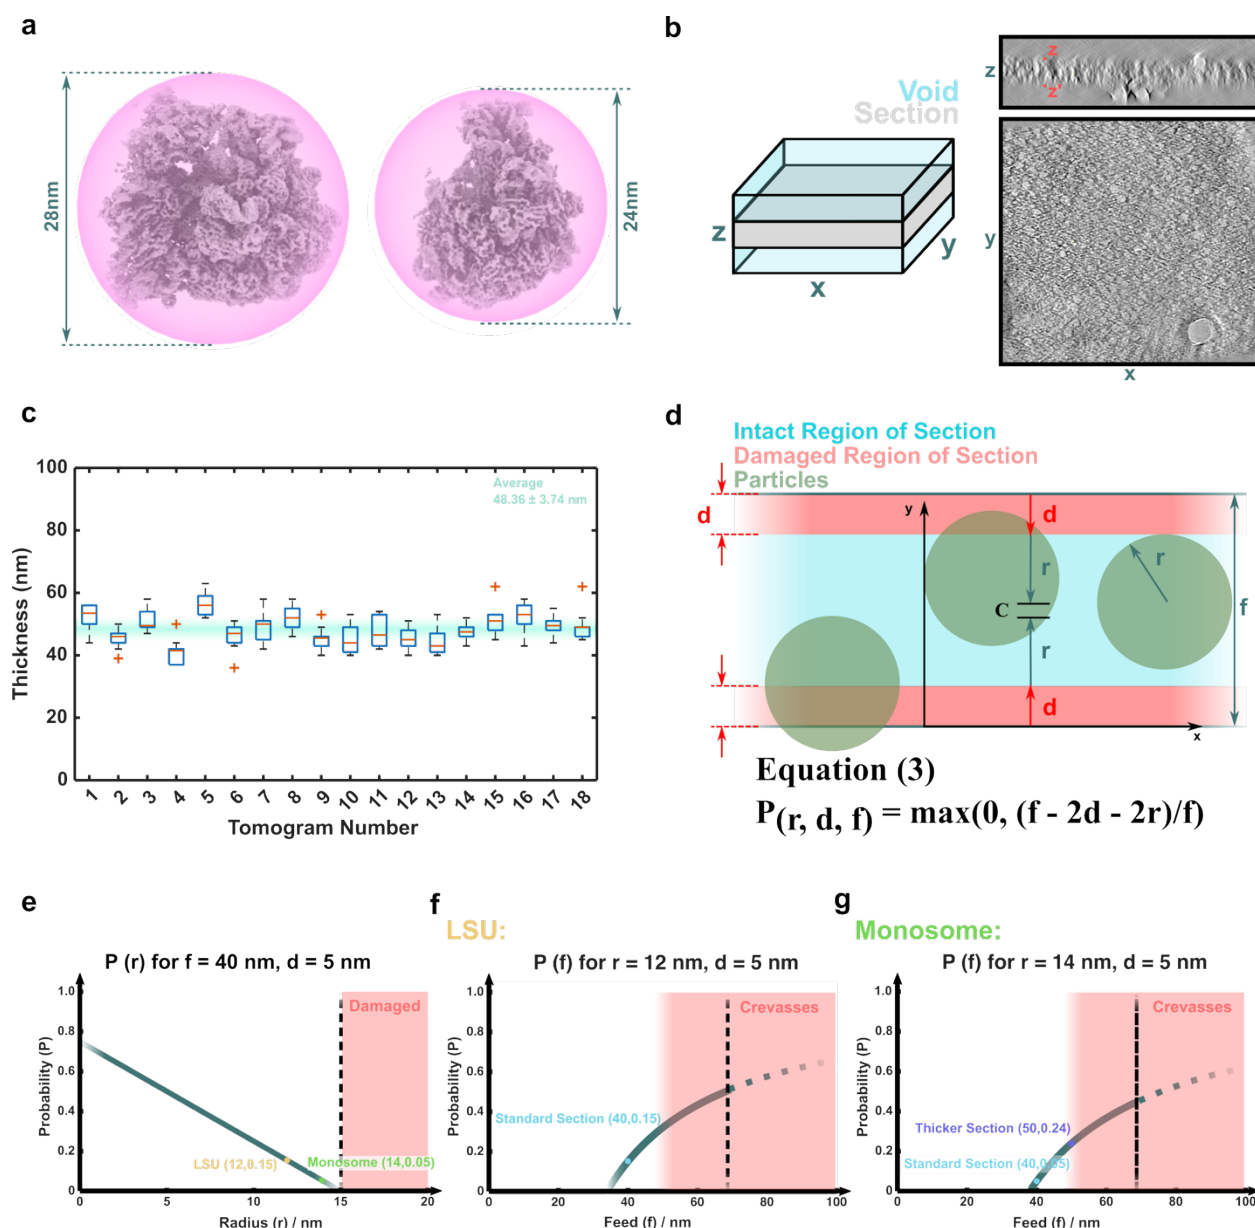 a
28nm
24nm
b
Void
Section
z
y
x
z
z
z'
y
x
c
100
80
60
40
20
0
Thickness (nm)
Average
48.36 ± 3.74 nm
1 2 3 4 5 6 7 8 9 10 11 12 13 14 15 16 17 18
Tomogram Number
d
Intact Region of Section
Damaged Region of Section
Particles
d
y
d
r
C
r
d
r
f
x
Equation (3)
P(r, d, f) = max(0, (f - 2d - 2r)/f)
e
P (r) for f = 40 nm, d = 5 nm
1.0
0.8
0.6
0.4
0.2
0
Probability (P)
Damaged
LSU (12,0.15)
Monosome (14,0.05)
0 5 10 15 20
Radius (r) / nm
f
LSU:
P (f) for r = 12 nm, d = 5 nm
1.0
0.8
0.6
0.4
0.2
0
Probability (P)
Crevasses
Standard Section (40,0.15)
0 20 40 60 80 100
Feed (f) / nm
g
Monosome:
P (f) for r = 14 nm, d = 5 nm
1.0
0.8
0.6
0.4
0.2
0
Probability (P)
Crevasses
Thicker Section (50,0.24)
Standard Section (40,0.05)
0 20 40 60 80 100
Feed (f) / nm